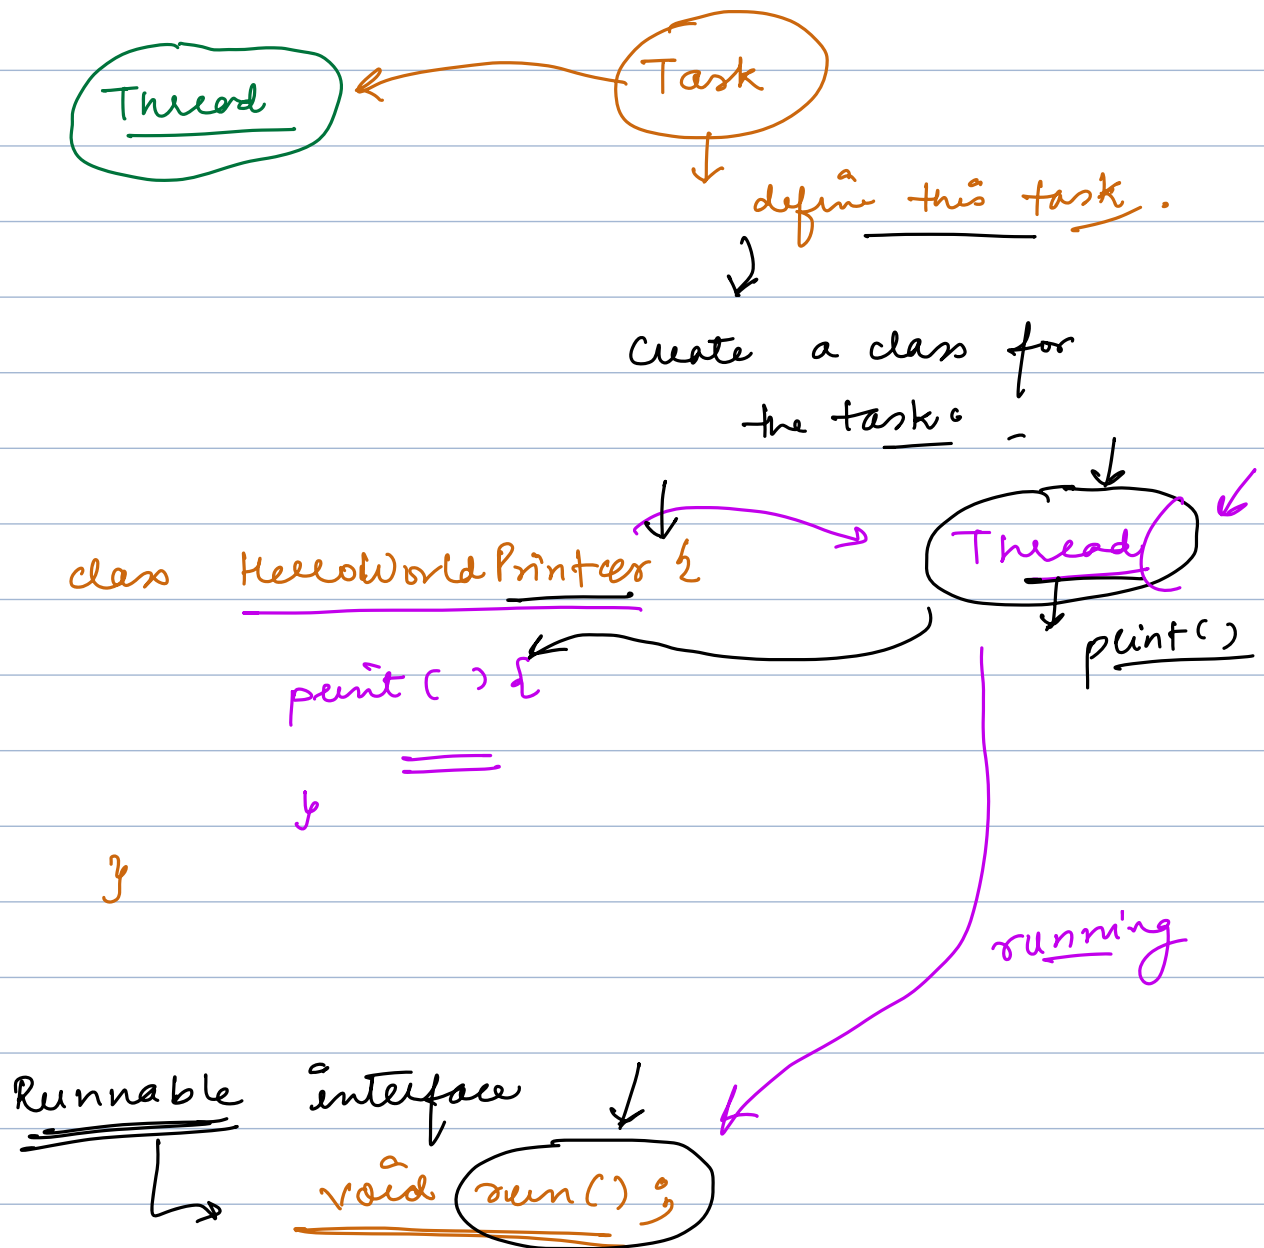 Thread Task
define this task.
Create a class for
the task.
class HelloWorldPrinter { Thread
print()
print() {
}
}
running
Runnable interface
void run();